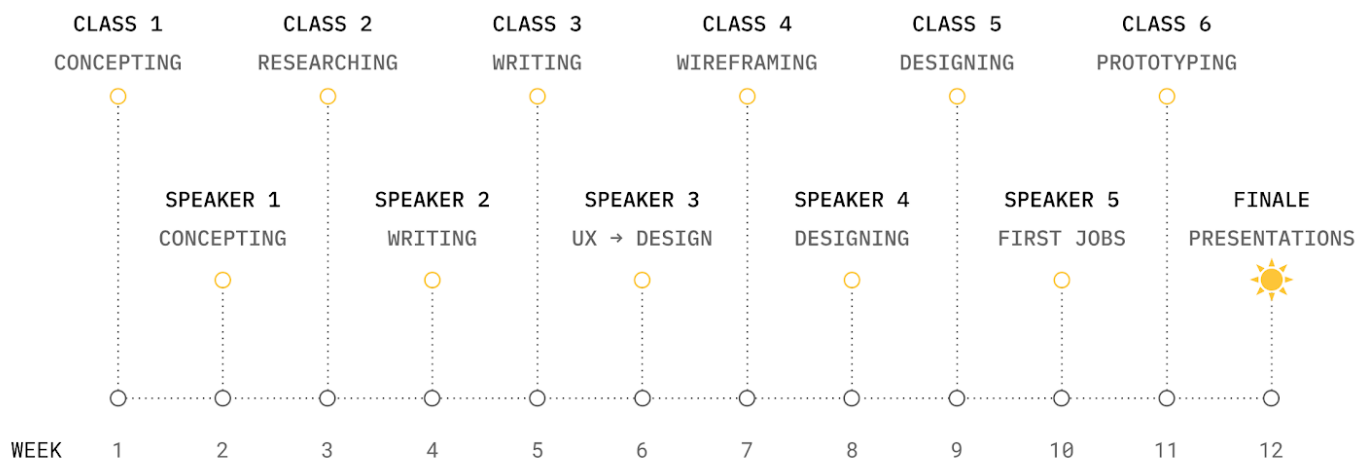 CLASS 1 CLASS 2 CLASS 3 CLASS 4 CLASS 5 CLASS 6
CONCEPTING RESEARCHING WRITING WIREFRAMING DESIGNING PROTOTYPING
SPEAKER 1 SPEAKER 2 SPEAKER 3 SPEAKER 4 SPEAKER 5 FINALE
CONCEPTING WRITING UX → DESIGN DESIGNING FIRST JOBS PRESENTATIONS
WEEK 1 2 3 4 5 6 7 8 9 10 11 12